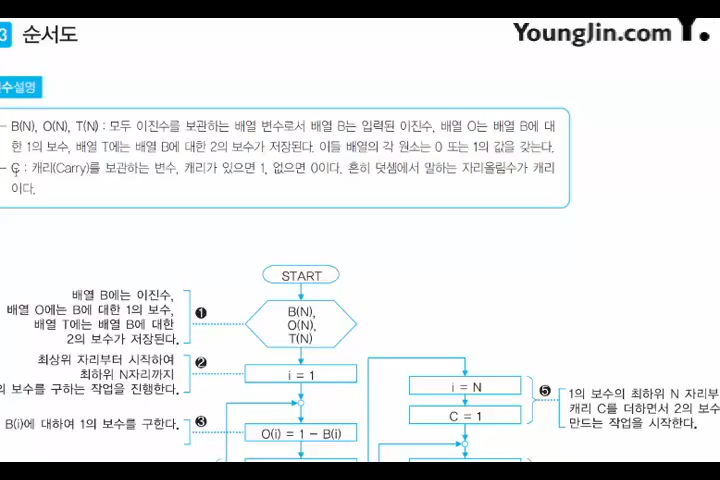 3 순서도
YoungJin.com Y.
수설명
– B(N), O(N), T(N) : 모두 이진수를 보관하는 배열 변수로서 배열 B는 입력된 이진수, 배열 O는 배열 B에 대
한 1의 보수, 배열 T에는 배열 B에 대한 2의 보수가 저장된다. 이들 배열의 각 원소는 0 또는 1의 값을 갖는다.
– C : 캐리(Carry)를 보관하는 변수, 캐리가 있으면 1, 없으면 0이다. 흔히 덧셈에서 말하는 자리올림수가 캐리
이다.
START
배열 B에는 이진수,
배열 O에는 B에 대한 1의 보수,
배열 T에는 배열 B에 대한
2의 보수가 저장된다.
❶
B(N),
O(N),
T(N)
최상위 자리부터 시작하여
최하위 N자리까지
의 보수를 구하는 작업을 진행한다.
❷
i = 1
B(i)에 대하여 1의 보수를 구한다.
❸
O(i) = 1 – B(i)
i = N
C = 1
❺
1의 보수의 최하위 N 자리부
캐리 C를 더하면서 2의 보수
만드는 작업을 시작한다.